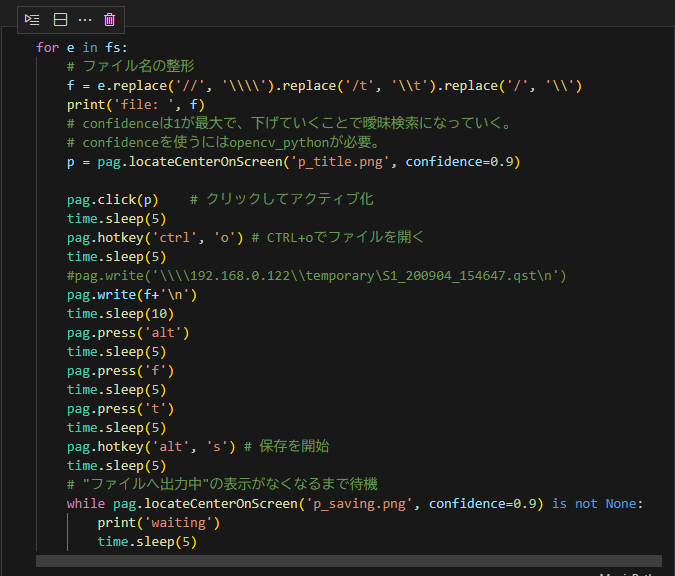 for e in fs:
    # ファイル名の整形
    f = e.replace('//', '\\\\').replace('/t', '\\t').replace('/', '\\')
    print('file: ', f)
    # confidenceは1が最大で、下げていくことで曖昧検索になっていく。
    # confidenceを使うにはopencv_pythonが必要。
    p = pag.locateCenterOnScreen('p_title.png', confidence=0.9)

    pag.click(p)    # クリックしてアクティブ化
    time.sleep(5)
    pag.hotkey('ctrl', 'o') # CTRL+oでファイルを開く
    time.sleep(5)
    #pag.write('\\\\192.168.0.122\\temporary\S1_200904_154647.qst\n')
    pag.write(f+'\n')
    time.sleep(10)
    pag.press('alt')
    time.sleep(5)
    pag.press('f')
    time.sleep(5)
    pag.press('t')
    time.sleep(5)
    pag.hotkey('alt', 's') # 保存を開始
    time.sleep(5)
    # "ファイルへ出力中"の表示がなくなるまで待機
    while pag.locateCenterOnScreen('p_saving.png', confidence=0.9) is not None:
        print('waiting')
        time.sleep(5)